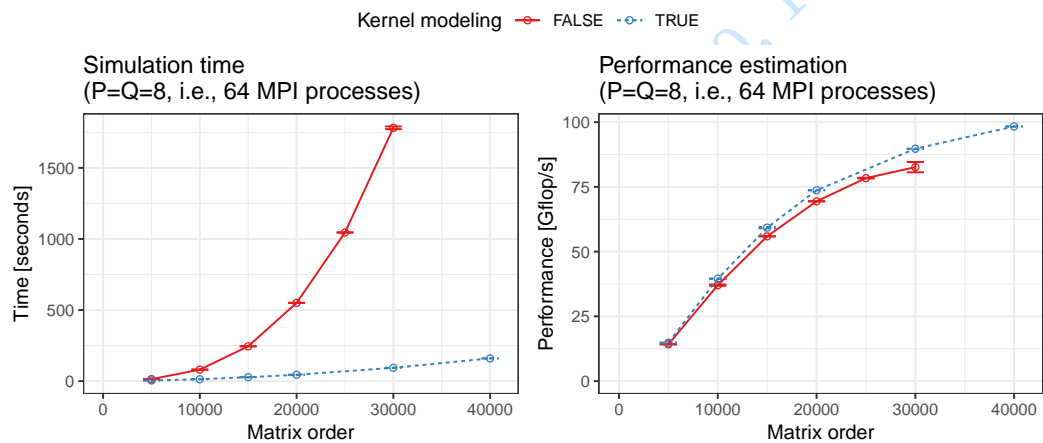 Kernel modeling FALSE TRUE
Simulation time
(P=Q=8, i.e., 64 MPI processes)
Time [seconds]
1500
1000
500
0
0 10000 20000 30000 40000
Matrix order
Performance estimation
(P=Q=8, i.e., 64 MPI processes)
Performance [Gflop/s]
100
75
50
25
0
0 10000 20000 30000 40000
Matrix order